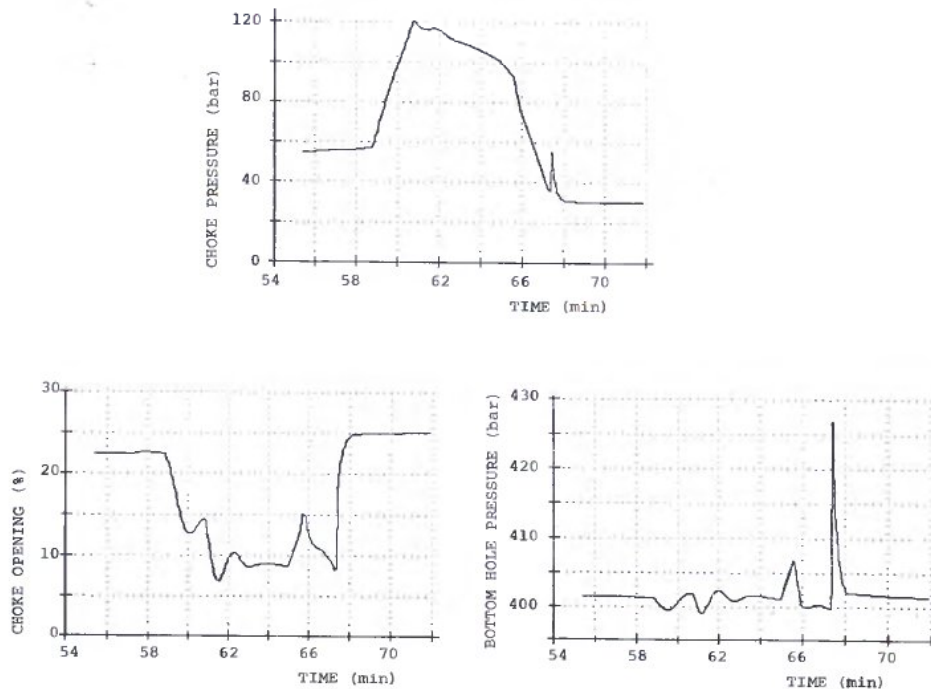 120
80
40
0
CHOKE PRESSURE (bar)
54 58 62 66 70
TIME (min)
30
20
10
0
CHOKE OPENING (%)
54 58 62 66 70
TIME (min)
430
420
410
400
BOTTOM HOLE PRESSURE (bar)
54 58 62 66 70
TIME (min)